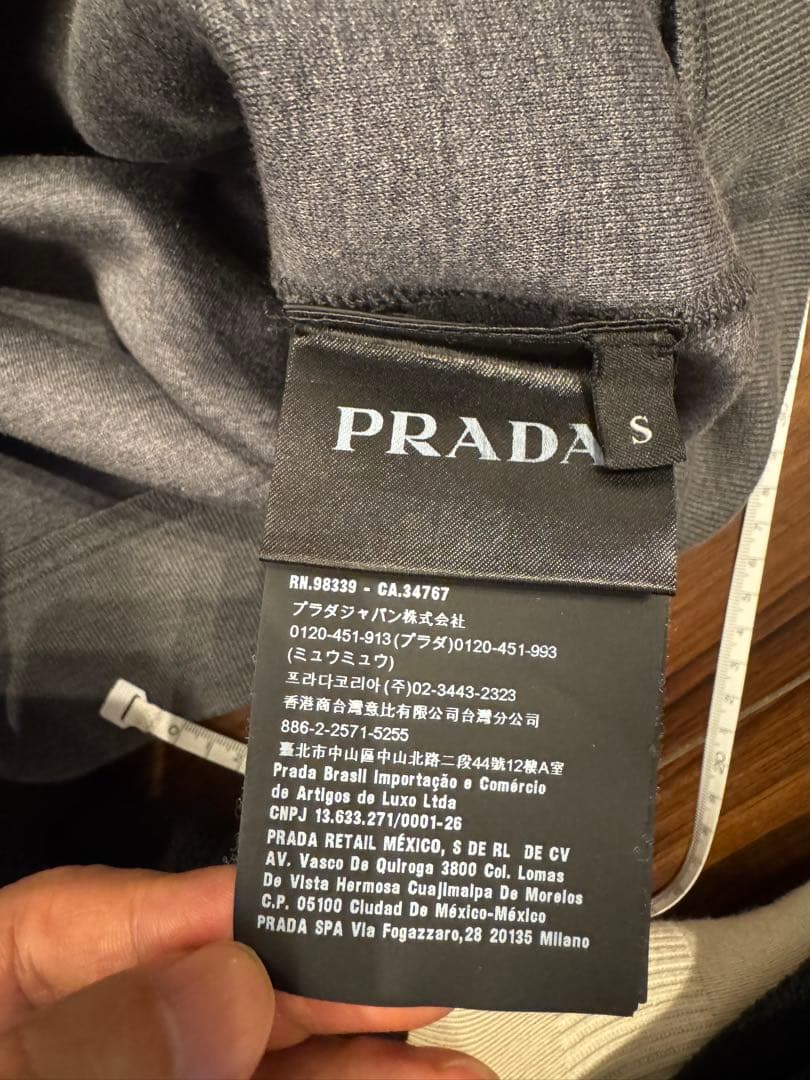 PRADA
S
RN.98339 - CA.34767
プラダジャパン株式会社
0120-451-913(プラダ)0120-451-993
(ミュウミュウ)
프라다코리아(주)02-3443-2323
香港商台灣意比有限公司台灣分公司
886-2-2571-5255
臺北市中山區中山北路二段44號12樓A室
Prada Brasil Importação e Comércio
de Artigos de Luxo Ltda
CNPJ 13.633.271/0001-26
PRADA RETAIL MÉXICO, S DE RL DE CV
AV. Vasco De Quiroga 3800 Col. Lomas
De Vista Hermosa Cuajimalpa De Morelos
C.P. 05100 Ciudad De México-México
PRADA SPA Via Fogazzaro,28 20135 Milano